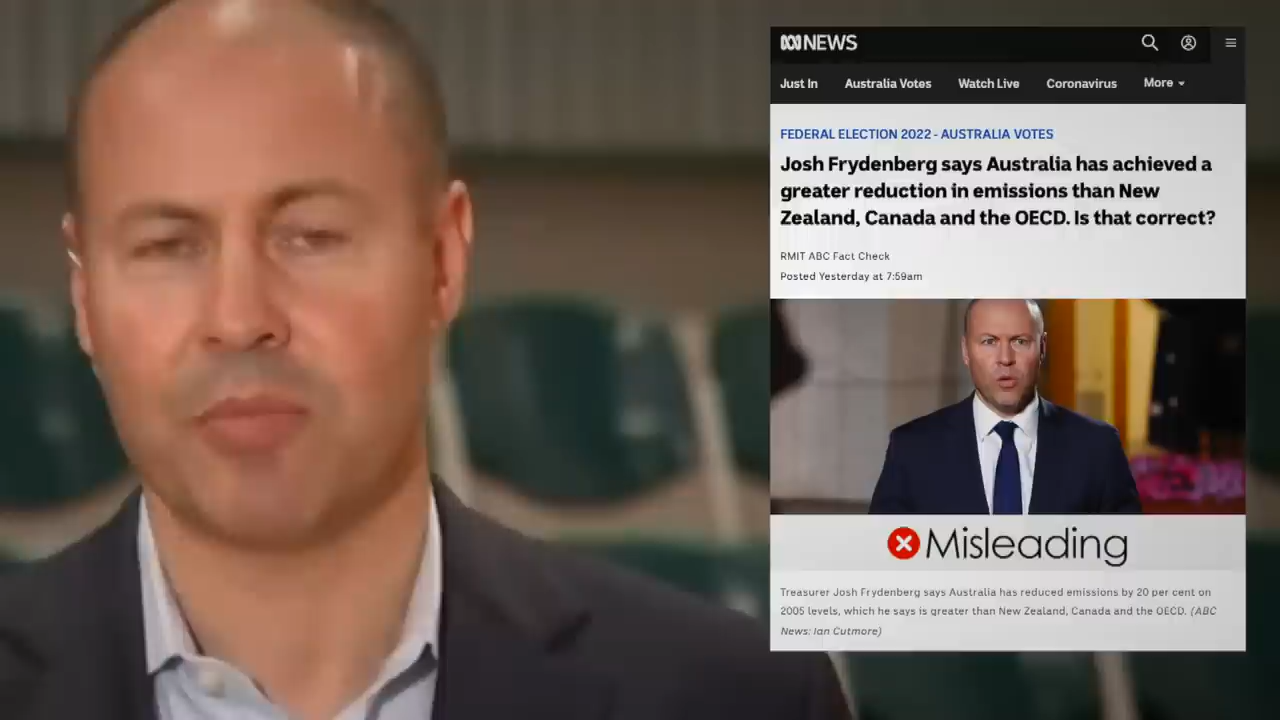 NEWS
Just In Australia Votes Watch Live Coronavirus More
FEDERAL ELECTION 2022 - AUSTRALIA VOTES
Josh Frydenberg says Australia has achieved a
greater reduction in emissions than New
Zealand, Canada and the OECD. Is that correct?
RMIT ABC Fact Check
Posted Yesterday at 7:59am
Misleading
Treasurer Josh Frydenberg says Australia has reduced emissions by 20 per cent on
2005 levels, which he says is greater than New Zealand, Canada and the OECD. (ABC
News: Ian Cutmore)